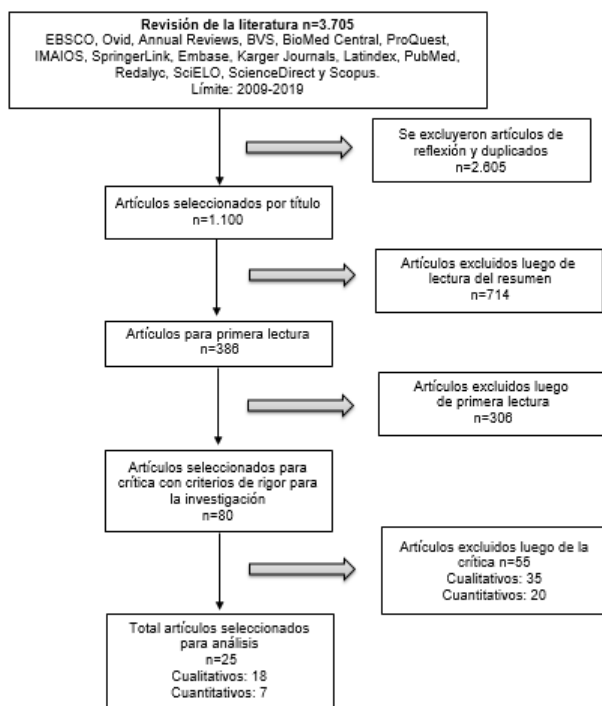 Revisión de la literatura n=3.705
EBSCO, Ovid, Annual Reviews, BVS, BioMed Central, ProQuest,
IMAIOS, SpringerLink, Embase, Karger Journals, Latindex, PubMed,
Redalyc, SciELO, ScienceDirect y Scopus.
Límite: 2009-2019
Se excluyeron artículos de
reflexión y duplicados
n=2.605
Artículos seleccionados por título
n=1.100
Artículos excluidos luego de
lectura del resumen
n=714
Artículos para primera lectura
n=386
Artículos excluidos luego
de primera lectura
n=306
Artículos seleccionados para
crítica con criterios de rigor para
la investigación
n=80
Artículos excluidos luego de la
crítica n=55
Cualitativos: 35
Cuantitativos: 20
Total artículos seleccionados
para análisis
n=25
Cualitativos: 18
Cuantitativos: 7